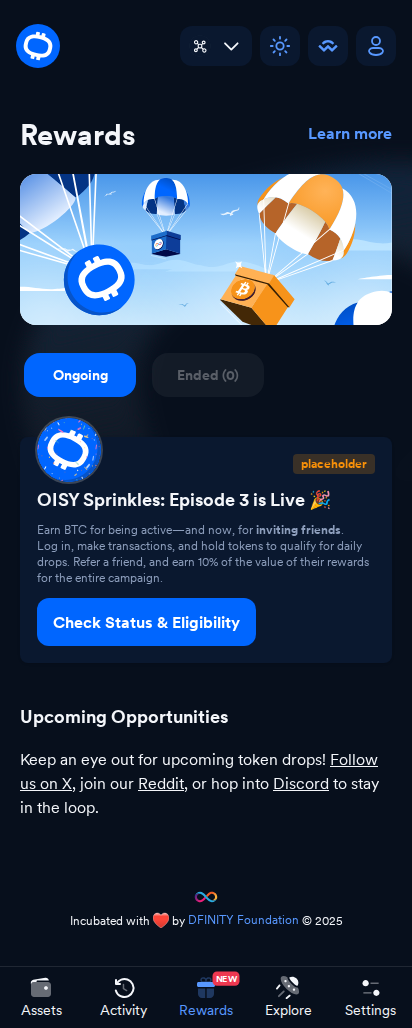 Rewards
Learn more
Ongoing
Ended (0)
placeholder
OISY Sprinkles: Episode 3 is Live 🎉
Earn BTC for being active—and now, for inviting friends.
Log in, make transactions, and hold tokens to qualify for daily
drops. Refer a friend, and earn 10% of the value of their rewards
for the entire campaign.
Check Status & Eligibility
Upcoming Opportunities
Keep an eye out for upcoming token drops! Follow
us on X, join our Reddit, or hop into Discord to stay
in the loop.
Incubated with ❤️ by DFINITY Foundation © 2025
NEW
Assets
Activity
Rewards
Explore
Settings